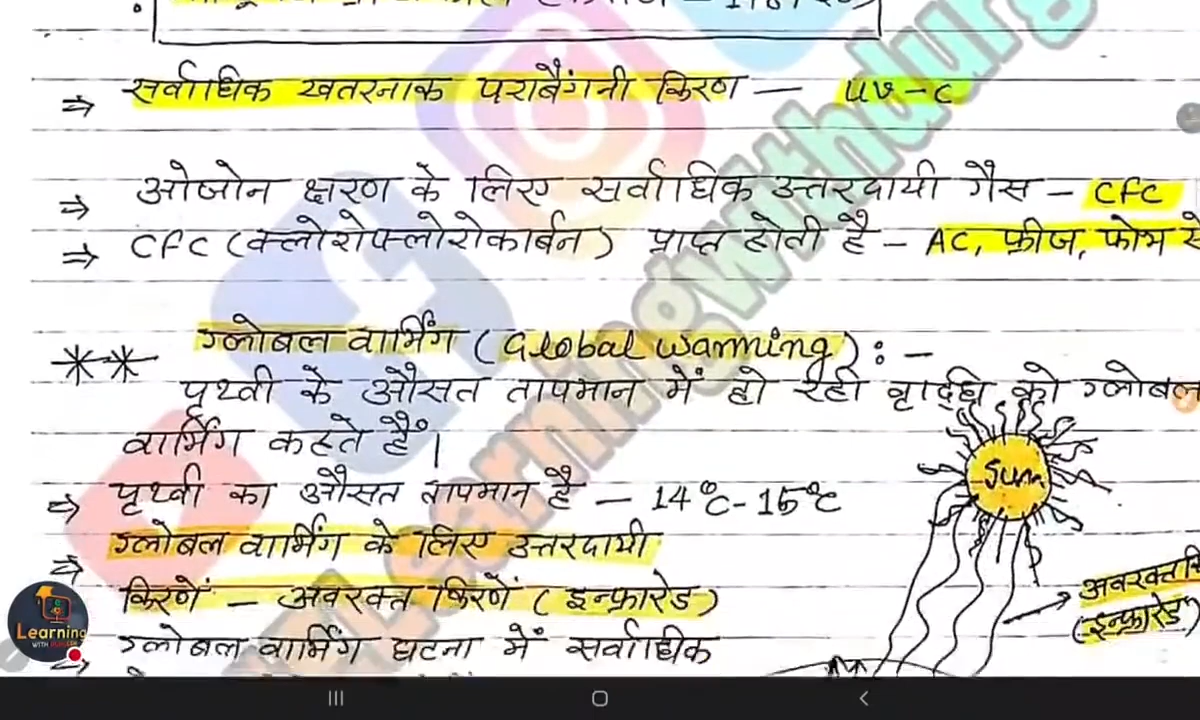 सर्वाधिक खतरनाक पराबैंगनी किरण — UV-C
ओजोन क्षरण के लिए सर्वाधिक उत्तरदायी गैस - CFC
CFC (क्लोरोफ्लोरोकार्बन) प्राप्त होती है - AC, फ्रीज, फोम से
** ग्लोबल वार्मिंग (Global Warming) : -
पृथ्वी के औसत तापमान में हो रही वृद्धि को ग्लोबल
वार्मिंग कहते हैं।
पृथ्वी का औसत तापमान है - 14°C-15°C
Sun
ग्लोबल वार्मिंग के लिए उत्तरदायी
किरणें - अवरक्त किरणें (इन्फ्रारेड)
(इन्फ्रारेड)
ग्लोबल वार्मिंग घटना में सर्वाधिक
Learning
Learningwithdurg